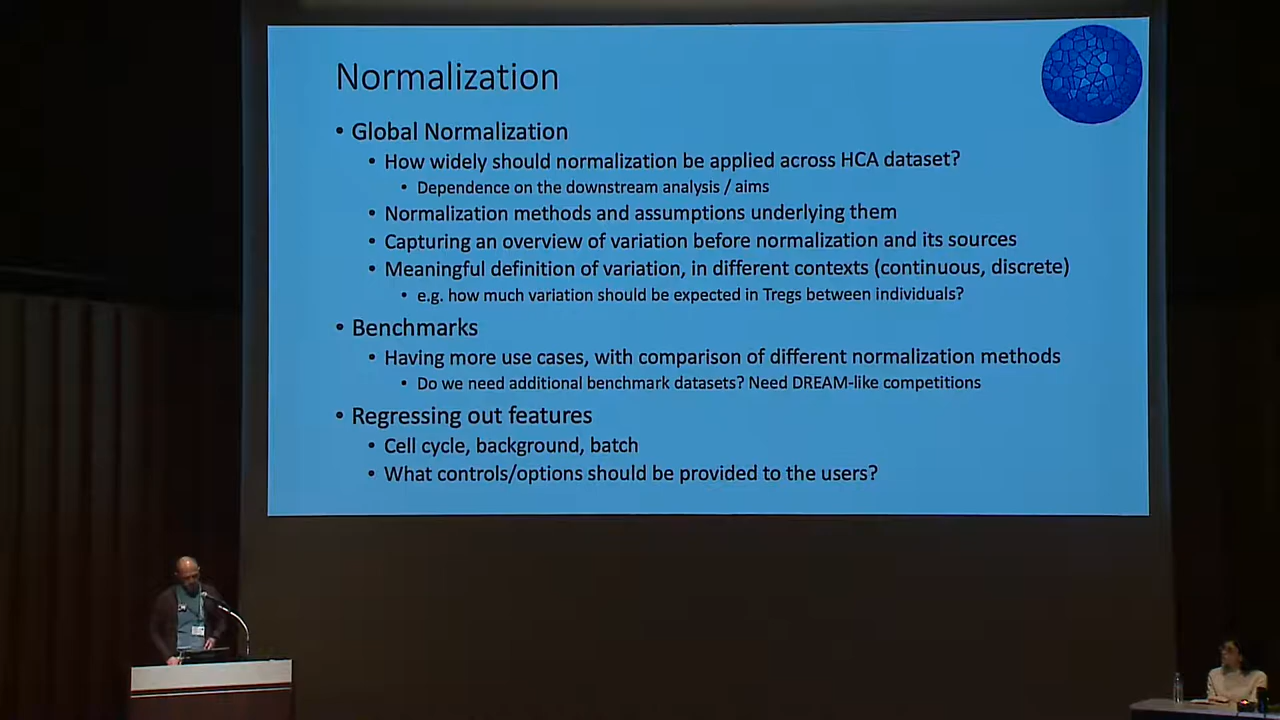 Normalization
• Global Normalization
• How widely should normalization be applied across HCA dataset?
• Dependence on the downstream analysis / aims
• Normalization methods and assumptions underlying them
• Capturing an overview of variation before normalization and its sources
• Meaningful definition of variation, in different contexts (continuous, discrete)
• e.g. how much variation should be expected in Tregs between individuals?
• Benchmarks
• Having more use cases, with comparison of different normalization methods
• Do we need additional benchmark datasets? Need DREAM-like competitions
• Regressing out features
• Cell cycle, background, batch
• What controls/options should be provided to the users?